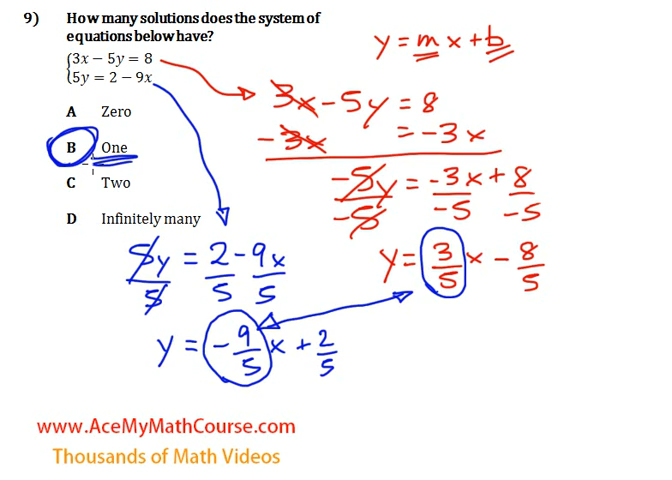 9) How many solutions does the system of
equations below have?
{3x − 5y = 8
{5y = 2 − 9x
A Zero
B One
C Two
D Infinitely many
y = mx + b
3x − 5y = 8
−3x = −3x
-5y/-5 = -3x/-5 + 8/-5
y = 3/5 x − 8/5
5y/5 = 2/5 − 9x/5
y = −9/5 x + 2/5
www.AceMyMathCourse.com
Thousands of Math Videos